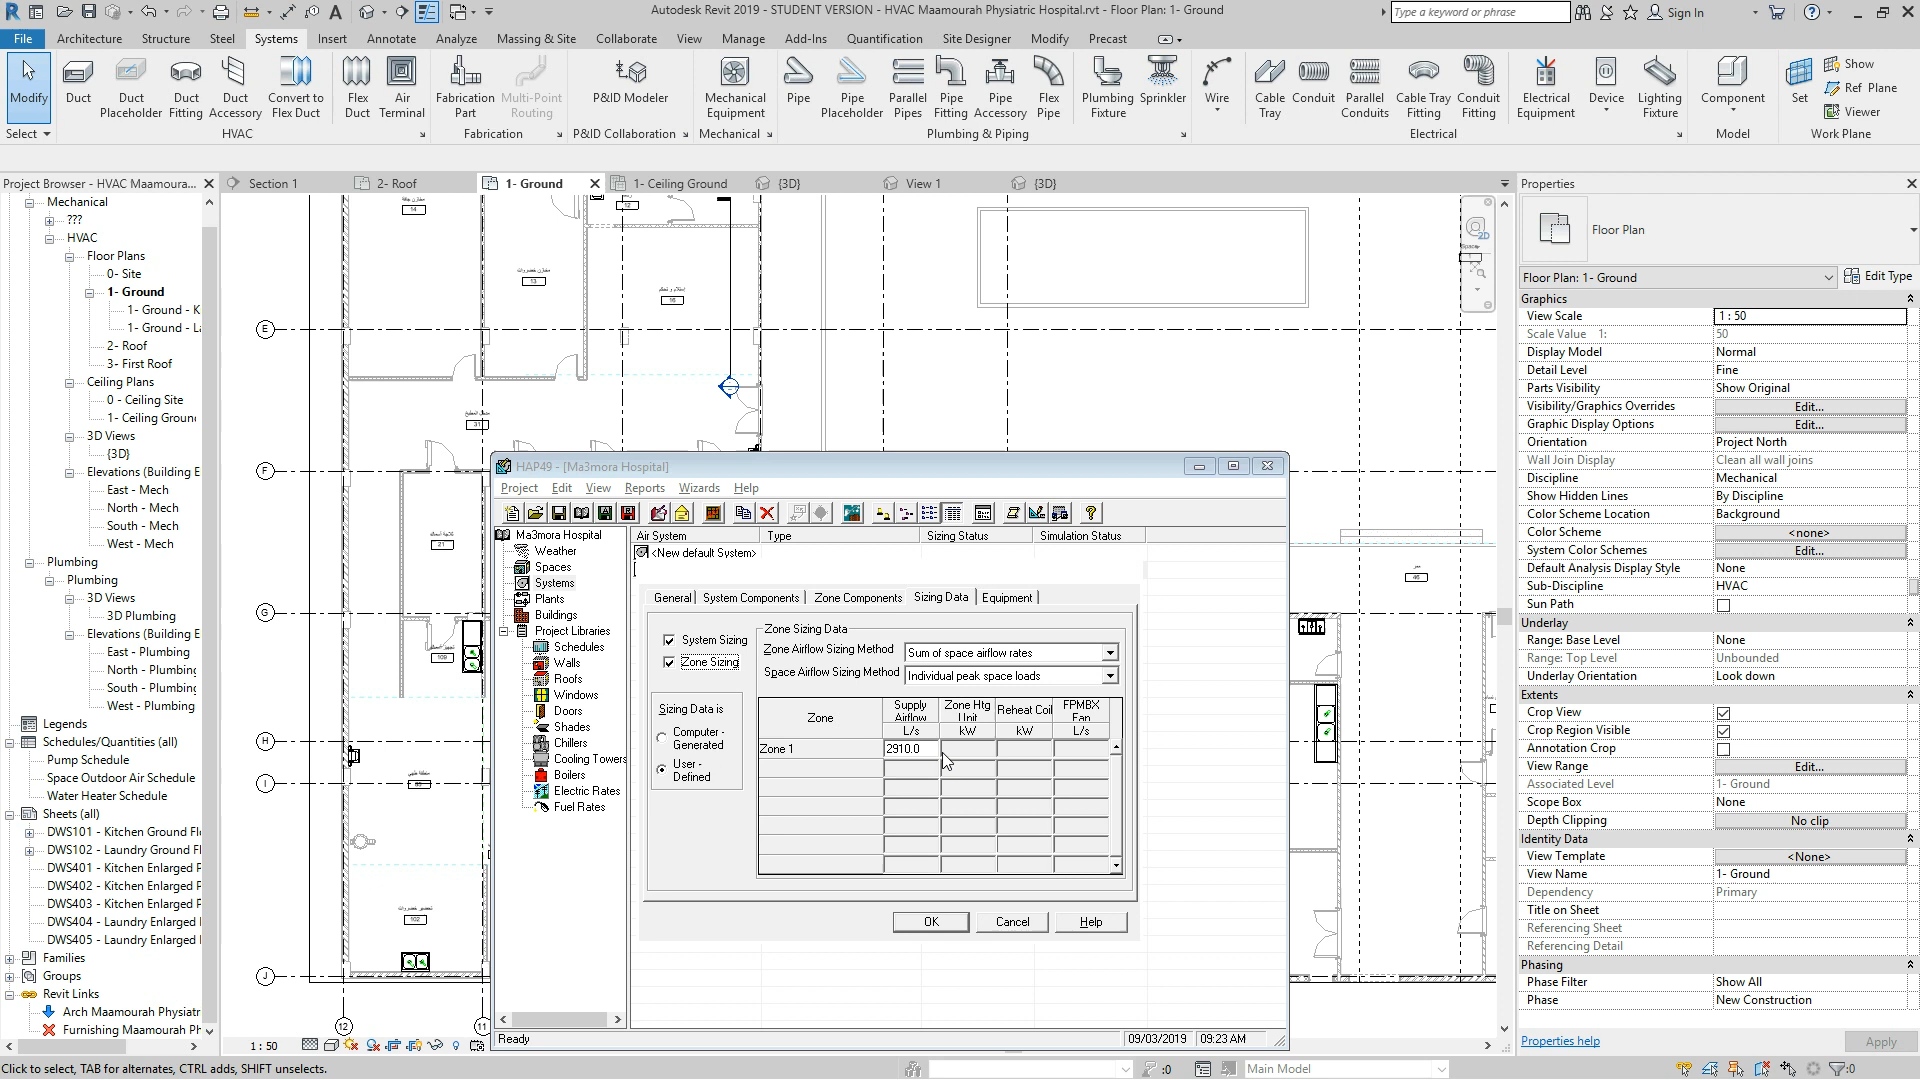 Autodesk Revit 2019 - STUDENT VERSION - HVAC Maamourah Physiatric Hospital.rvt - Floor Plan: 1- Ground
Type a keyword or phrase
Sign In
File Architecture Structure Steel Systems Insert Annotate Analyze Massing & Site Collaborate View Manage Add-Ins Quantification Site Designer Modify Precast
Modify
Duct
Duct Placeholder
Duct Fitting
Duct Accessory
Convert to Flex Duct
Flex Duct
Air Terminal
Fabrication Part
Multi-Point Routing
P&ID Modeler
Mechanical Equipment
Pipe
Pipe Placeholder
Parallel Pipes
Pipe Fitting
Pipe Accessory
Flex Pipe
Plumbing Fixture
Sprinkler
Wire
Cable Tray
Conduit
Parallel Conduits
Cable Tray Fitting
Conduit Fitting
Electrical Equipment
Device
Lighting Fixture
Component
Set
Show
Ref Plane
Viewer
Select HVAC Fabrication P&ID Collaboration Mechanical Plumbing & Piping Electrical Model Work Plane
Project Browser - HVAC Maamoura...
Section 1
2- Roof
1- Ground
1- Ceiling Ground
{3D}
View 1
{3D}
Mechanical
???
HVAC
Floor Plans
0- Site
1- Ground
1- Ground - K
1- Ground - La
2- Roof
3- First Roof
Ceiling Plans
0 - Ceiling Site
1- Ceiling Groun
3D Views
{3D}
Elevations (Building E
East - Mech
North - Mech
South - Mech
West - Mech
Plumbing
Plumbing
3D Views
3D Plumbing
Elevations (Building E
East - Plumbing
North - Plumbing
South - Plumbing
West - Plumbing
Legends
Schedules/Quantities (all)
Pump Schedule
Space Outdoor Air Schedule
Water Heater Schedule
Sheets (all)
DWS101 - Kitchen Ground Fl
DWS102 - Laundry Ground F
DWS401 - Kitchen Enlarged P
DWS402 - Kitchen Enlarged P
DWS403 - Kitchen Enlarged P
DWS404 - Laundry Enlarged
DWS405 - Laundry Enlarged
Families
Groups
Revit Links
Arch Maamourah Physiatr
Furnishing Maamourah Ph
14
12
مخازن خضروات
13
إستلام و تحكم
16
31
21
109
102
46
E
F
G
H
I
J
12
11
2D
HAP49 - [Ma3mora Hospital]
Project Edit View Reports Wizards Help
Ma3mora Hospital
Weather
Spaces
Systems
Plants
Buildings
Project Libraries
Schedules
Walls
Roofs
Windows
Doors
Shades
Chillers
Cooling Towers
Boilers
Electric Rates
Fuel Rates
Air System Type Sizing Status Simulation Status
<New default System>
General System Components Zone Components Sizing Data Equipment
System Sizing
Zone Sizing
Sizing Data is
Computer - Generated
User - Defined
Zone Sizing Data
Zone Airflow Sizing Method Sum of space airflow rates
Space Airflow Sizing Method Individual peak space loads
Zone
Supply Airflow L/s
Zone Htg Unit kW
Reheat Coil kW
FPMBX Fan L/s
Zone 1 2910.0
OK Cancel Help
Ready 09/03/2019 09:23 AM
Properties
Floor Plan
Floor Plan: 1- Ground Edit Type
Graphics
View Scale 1 : 50
Scale Value 1: 50
Display Model Normal
Detail Level Fine
Parts Visibility Show Original
Visibility/Graphics Overrides Edit...
Graphic Display Options Edit...
Orientation Project North
Wall Join Display Clean all wall joins
Discipline Mechanical
Show Hidden Lines By Discipline
Color Scheme Location Background
Color Scheme <none>
System Color Schemes Edit...
Default Analysis Display Style None
Sub-Discipline HVAC
Sun Path
Underlay
Range: Base Level None
Range: Top Level Unbounded
Underlay Orientation Look down
Extents
Crop View
Crop Region Visible
Annotation Crop
View Range Edit...
Associated Level 1- Ground
Scope Box None
Depth Clipping No clip
Identity Data
View Template <None>
View Name 1- Ground
Dependency Primary
Title on Sheet
Referencing Sheet
Referencing Detail
Phasing
Phase Filter Show All
Phase New Construction
Properties help Apply
1 : 50
Click to select, TAB for alternates, CTRL adds, SHIFT unselects.
:0
Main Model
:0